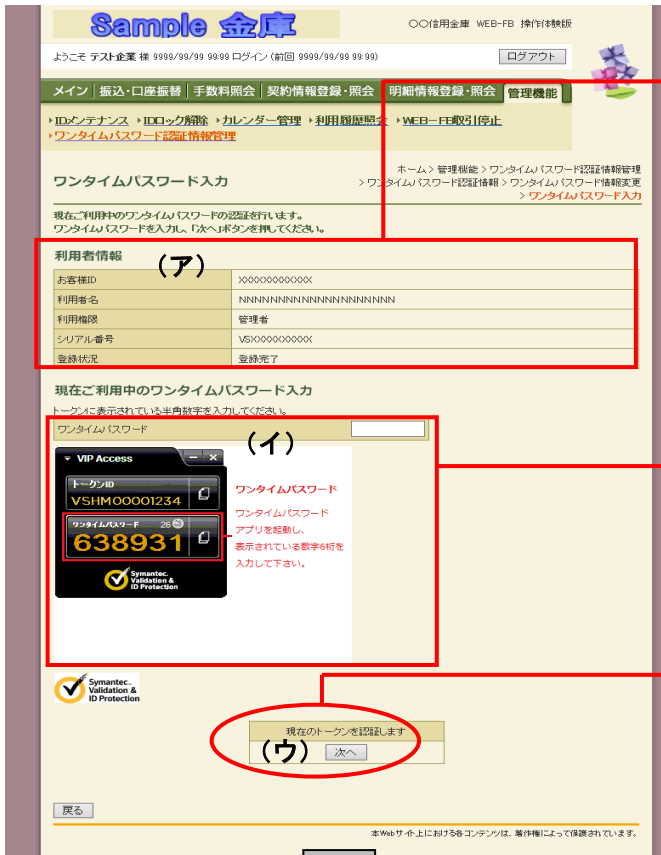 Sample 金庫
〇〇信用金庫 WEB-FB 操作体験版
ようこそ テスト企業 様 9999/99/99 99:99 ログイン (前回 9999/99/99 99:99)
ログアウト
メイン 振込・口座振替 手数料照会 契約情報登録・照会 明細情報登録・照会 管理機能
IDメンテナンス IDロック解除 カレンダー管理 利用履歴照会 WEB-FB取引停止
ワンタイムパスワード認証情報管理
ワンタイムパスワード入力
ホーム > 管理機能 > ワンタイムパスワード認証情報管理
> ワンタイムパスワード認証情報 > ワンタイムパスワード情報変更
> ワンタイムパスワード入力
現在ご利用中のワンタイムパスワードの認証を行います。
ワンタイムパスワードを入力し、「次へ」ボタンを押してください。
利用者情報
(ア)
お客様ID XXXXXXXXXXXX
利用者名 NNNNNNNNNNNNNNNNNNNN
利用権限 管理者
シリアル番号 VSXXXXXXXXXX
登録状況 登録完了
現在ご利用中のワンタイムパスワード入力
トークンに表示されている半角数字を入力してください。
ワンタイムパスワード
(イ)
VIP Access
トークンID
VSHM00001234
ワンタイムパスワード 26
638931
Symantec.
Validation &
ID Protection
ワンタイムパスワード
ワンタイムパスワード
アプリを起動し、
表示されている数字6桁を
入力して下さい。
Symantec.
Validation &
ID Protection
現在のトークンを認証します
(ウ)
次へ
戻る
本Webサイト上における各コンテンツは、著作権によって保護されています。